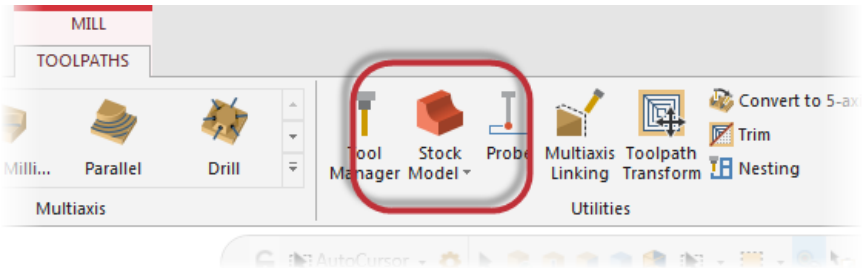 MILL
TOOLPATHS
Milli...
Parallel
Drill
Multiaxis
Tool
Manager
Stock
Model
Probe
Multiaxis
Linking
Toolpath
Transform
Convert to 5-axi
Trim
Nesting
Utilities
AutoCursor